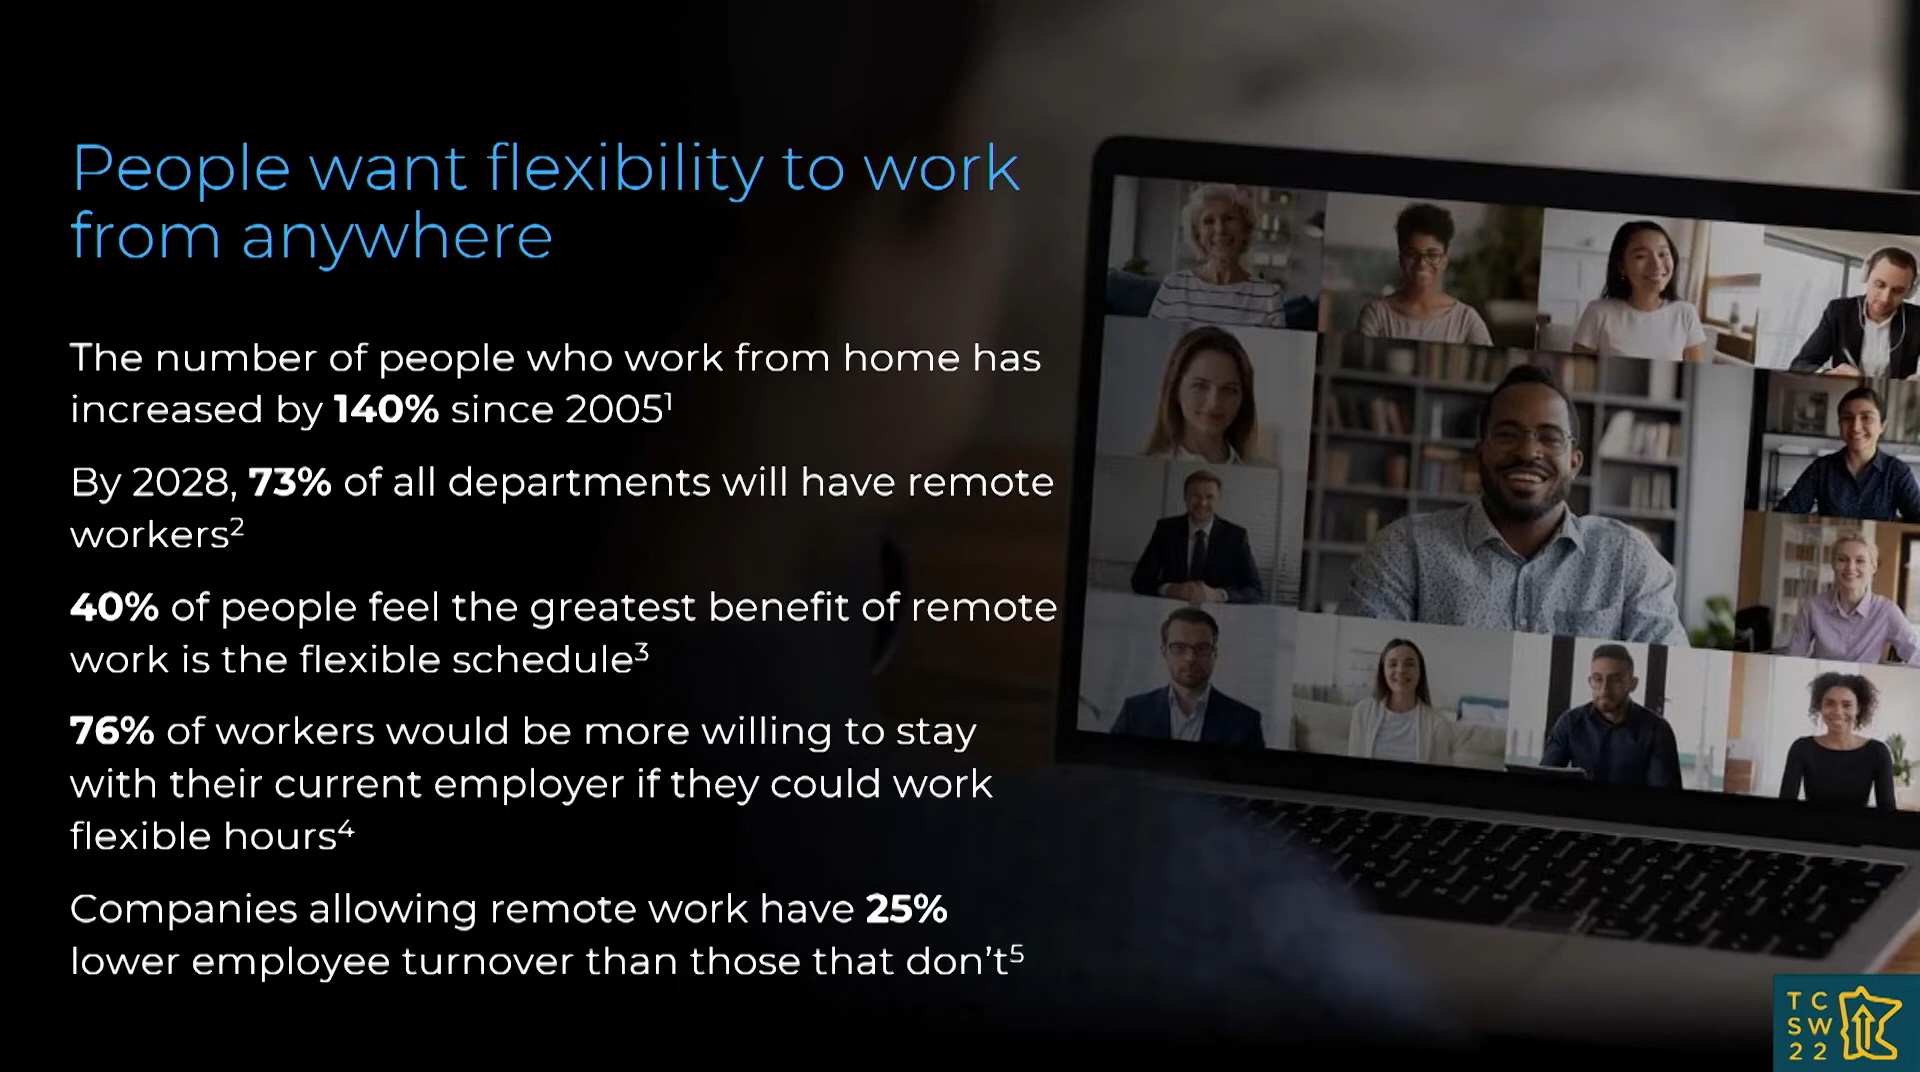 People want flexibility to work
from anywhere
The number of people who work from home has
increased by 140% since 2005¹
By 2028, 73% of all departments will have remote
workers²
40% of people feel the greatest benefit of remote
work is the flexible schedule³
76% of workers would be more willing to stay
with their current employer if they could work
flexible hours⁴
Companies allowing remote work have 25%
lower employee turnover than those that don’t⁵
TC
SW
22